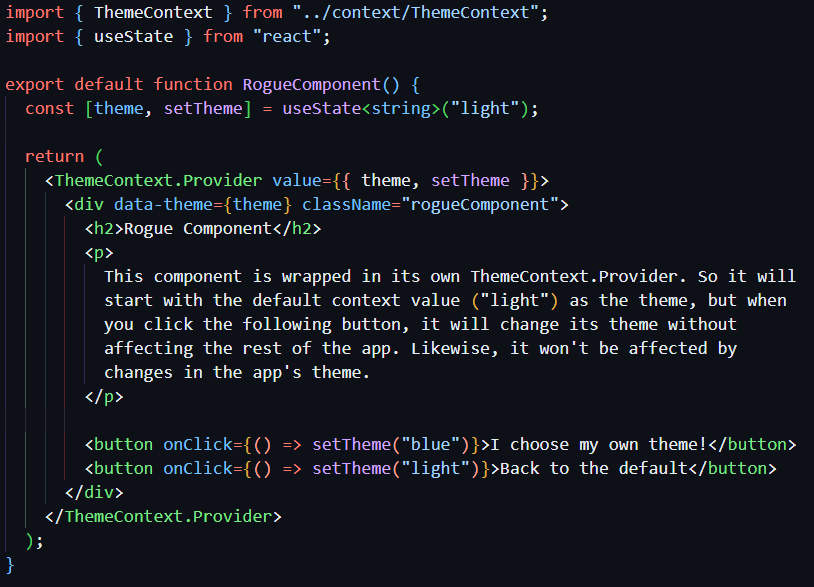 import { ThemeContext } from "../context/ThemeContext";
import { useState } from "react";

export default function RogueComponent() {
  const [theme, setTheme] = useState<string>("light");

  return (
    <ThemeContext.Provider value={{ theme, setTheme }}>
      <div data-theme={theme} className="rogueComponent">
        <h2>Rogue Component</h2>
        <p>
          This component is wrapped in its own ThemeContext.Provider. So it will
          start with the default context value ("light") as the theme, but when
          you click the following button, it will change its theme without
          affecting the rest of the app. Likewise, it won't be affected by
          changes in the app's theme.
        </p>

        <button onClick={() => setTheme("blue")}>I choose my own theme!</button>
        <button onClick={() => setTheme("light")}>Back to the default</button>
      </div>
    </ThemeContext.Provider>
  );
}